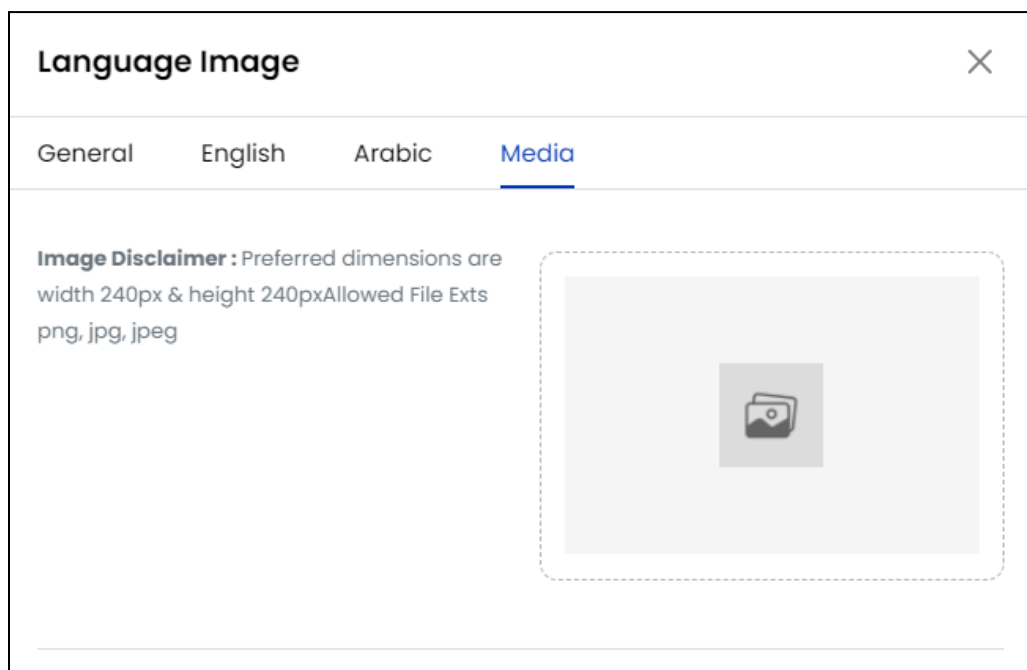 Language Image
General English Arabic Media
Image Disclaimer : Preferred dimensions are
width 240px & height 240pxAllowed File Exts
png, jpg, jpeg